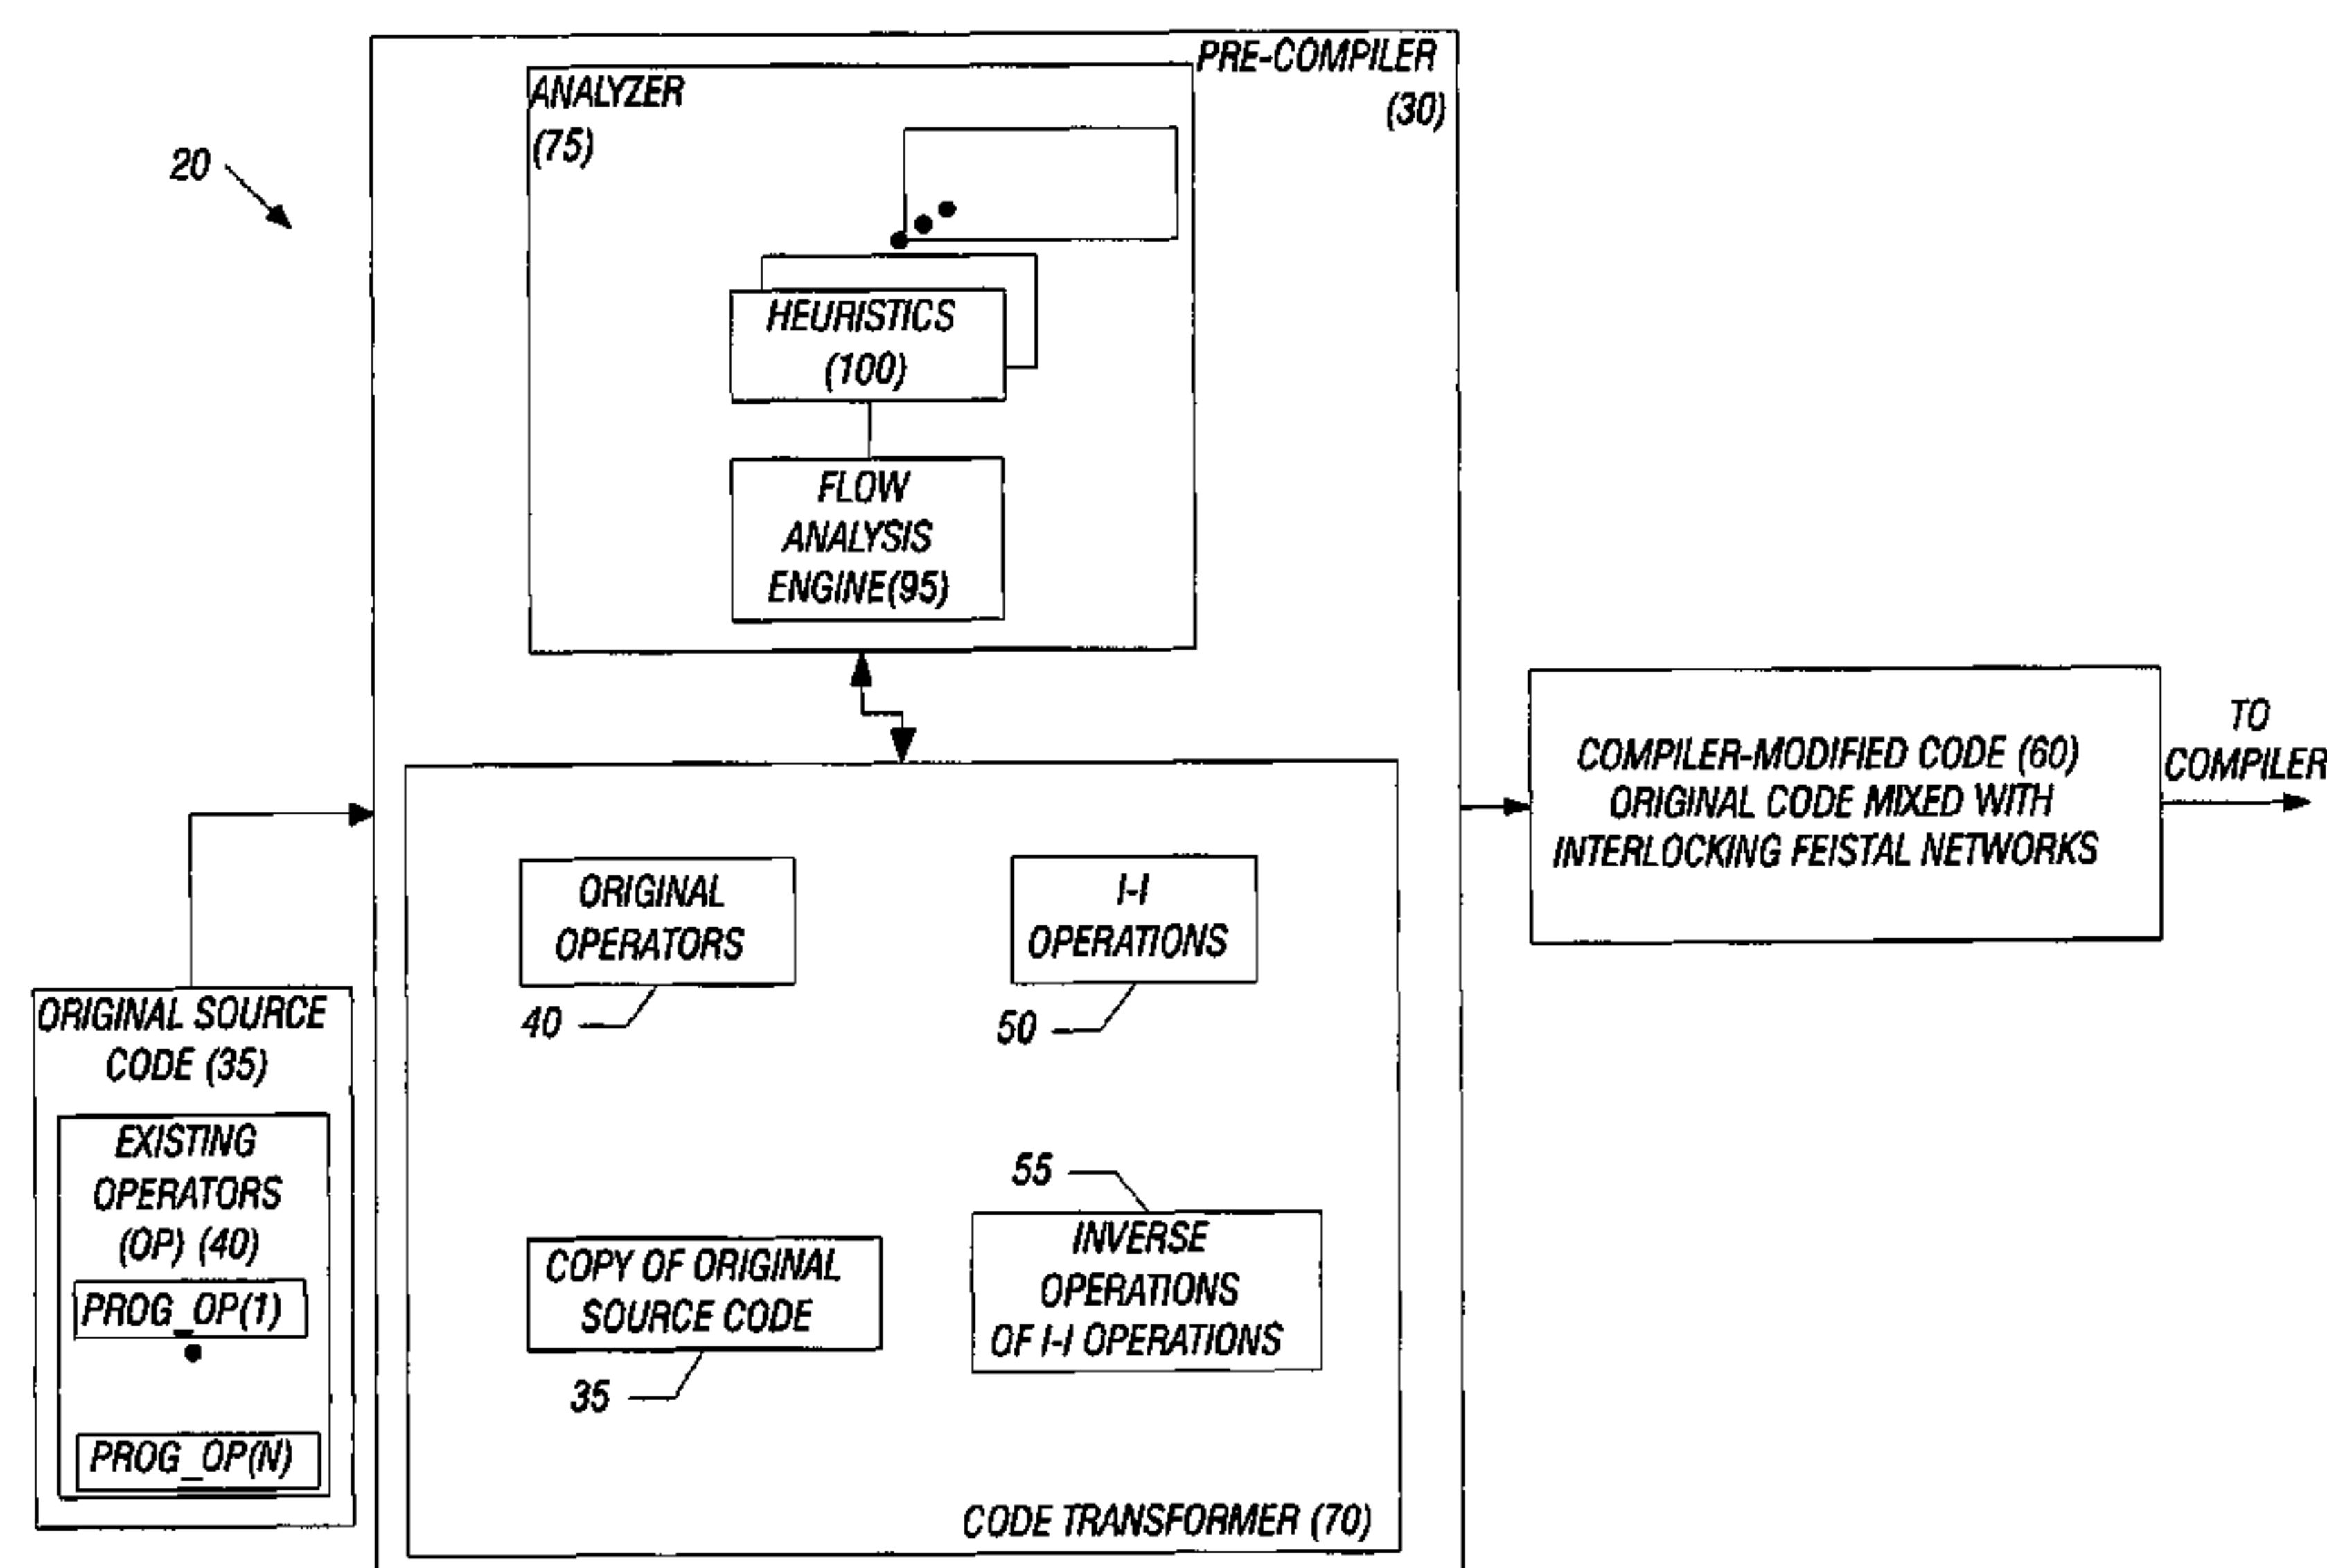 PRE-COMPILER
(30)
ANALYZER
(75)
20
HEURISTICS
(100)
FLOW
ANALYSIS
ENGINE(95)
COMPILER-MODIFIED CODE (60)
ORIGINAL CODE MIXED WITH
INTERLOCKING FEISTAL NETWORKS
TO
COMPILER
ORIGINAL
OPERATORS
40
I-I
OPERATIONS
50
ORIGINAL SOURCE
CODE (35)
EXISTING
OPERATORS
(OP) (40)
PROG_OP(1)
PROG_OP(N)
COPY OF ORIGINAL
SOURCE CODE
35
55
INVERSE
OPERATIONS
OF I-I OPERATIONS
CODE TRANSFORMER (70)